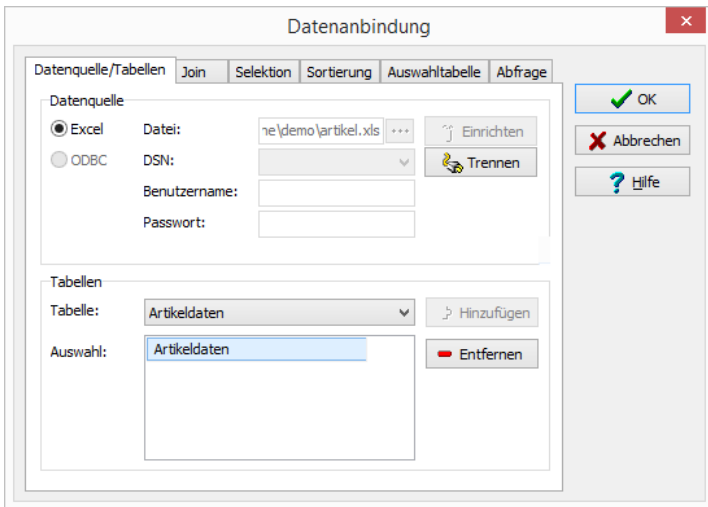 Datenanbindung
Datenquelle/Tabellen Join Selektion Sortierung Auswahltabelle Abfrage
Datenquelle
Excel Datei: ne\demo\artikel.xls ... Einrichten
ODBC DSN: Trennen
Benutzername:
Passwort:
Tabellen
Tabelle: Artikeldaten Hinzufügen
Auswahl: Artikeldaten Entfernen
OK
Abbrechen
Hilfe